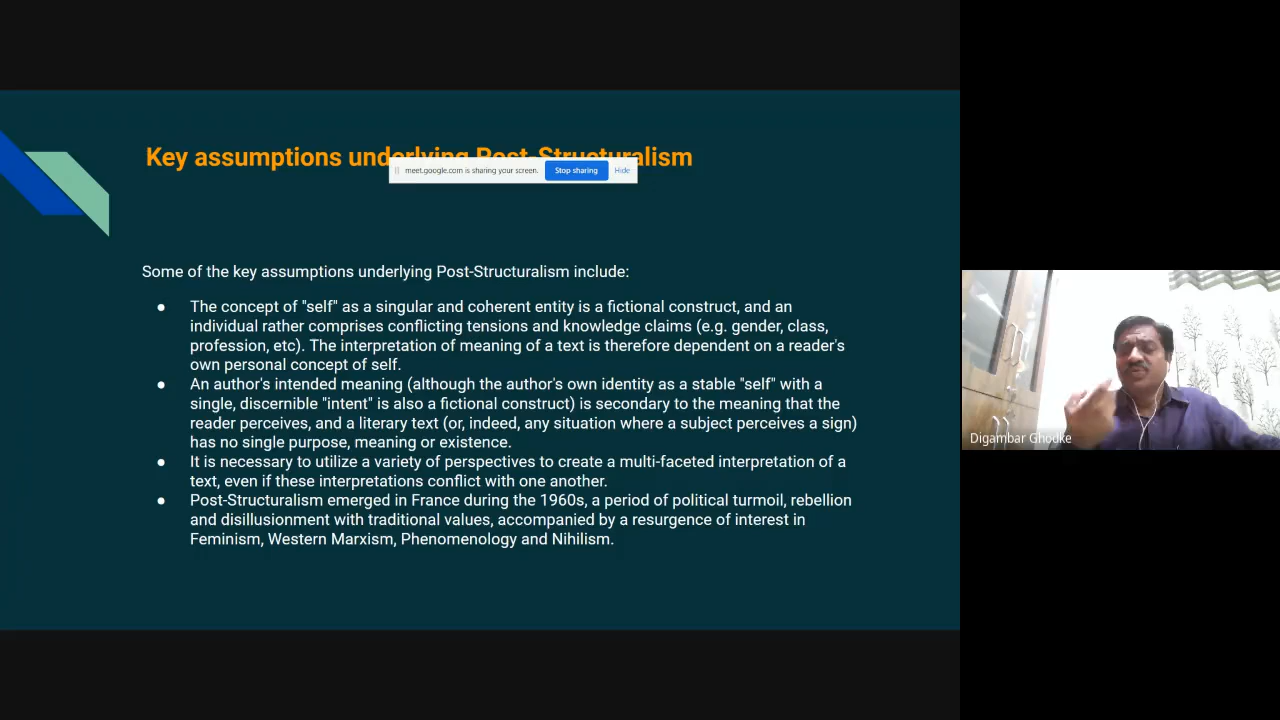 Key assumptions underlying Post-Structuralism
meet.google.com is sharing your screen.
Stop sharing
Hide
Some of the key assumptions underlying Post-Structuralism include:
● The concept of "self" as a singular and coherent entity is a fictional construct, and an
individual rather comprises conflicting tensions and knowledge claims (e.g. gender, class,
profession, etc). The interpretation of meaning of a text is therefore dependent on a reader's
own personal concept of self.
● An author's intended meaning (although the author's own identity as a stable "self" with a
single, discernible "intent" is also a fictional construct) is secondary to the meaning that the
reader perceives, and a literary text (or, indeed, any situation where a subject perceives a sign)
has no single purpose, meaning or existence.
● It is necessary to utilize a variety of perspectives to create a multi-faceted interpretation of a
text, even if these interpretations conflict with one another.
● Post-Structuralism emerged in France during the 1960s, a period of political turmoil, rebellion
and disillusionment with traditional values, accompanied by a resurgence of interest in
Feminism, Western Marxism, Phenomenology and Nihilism.
Digambar Ghodke